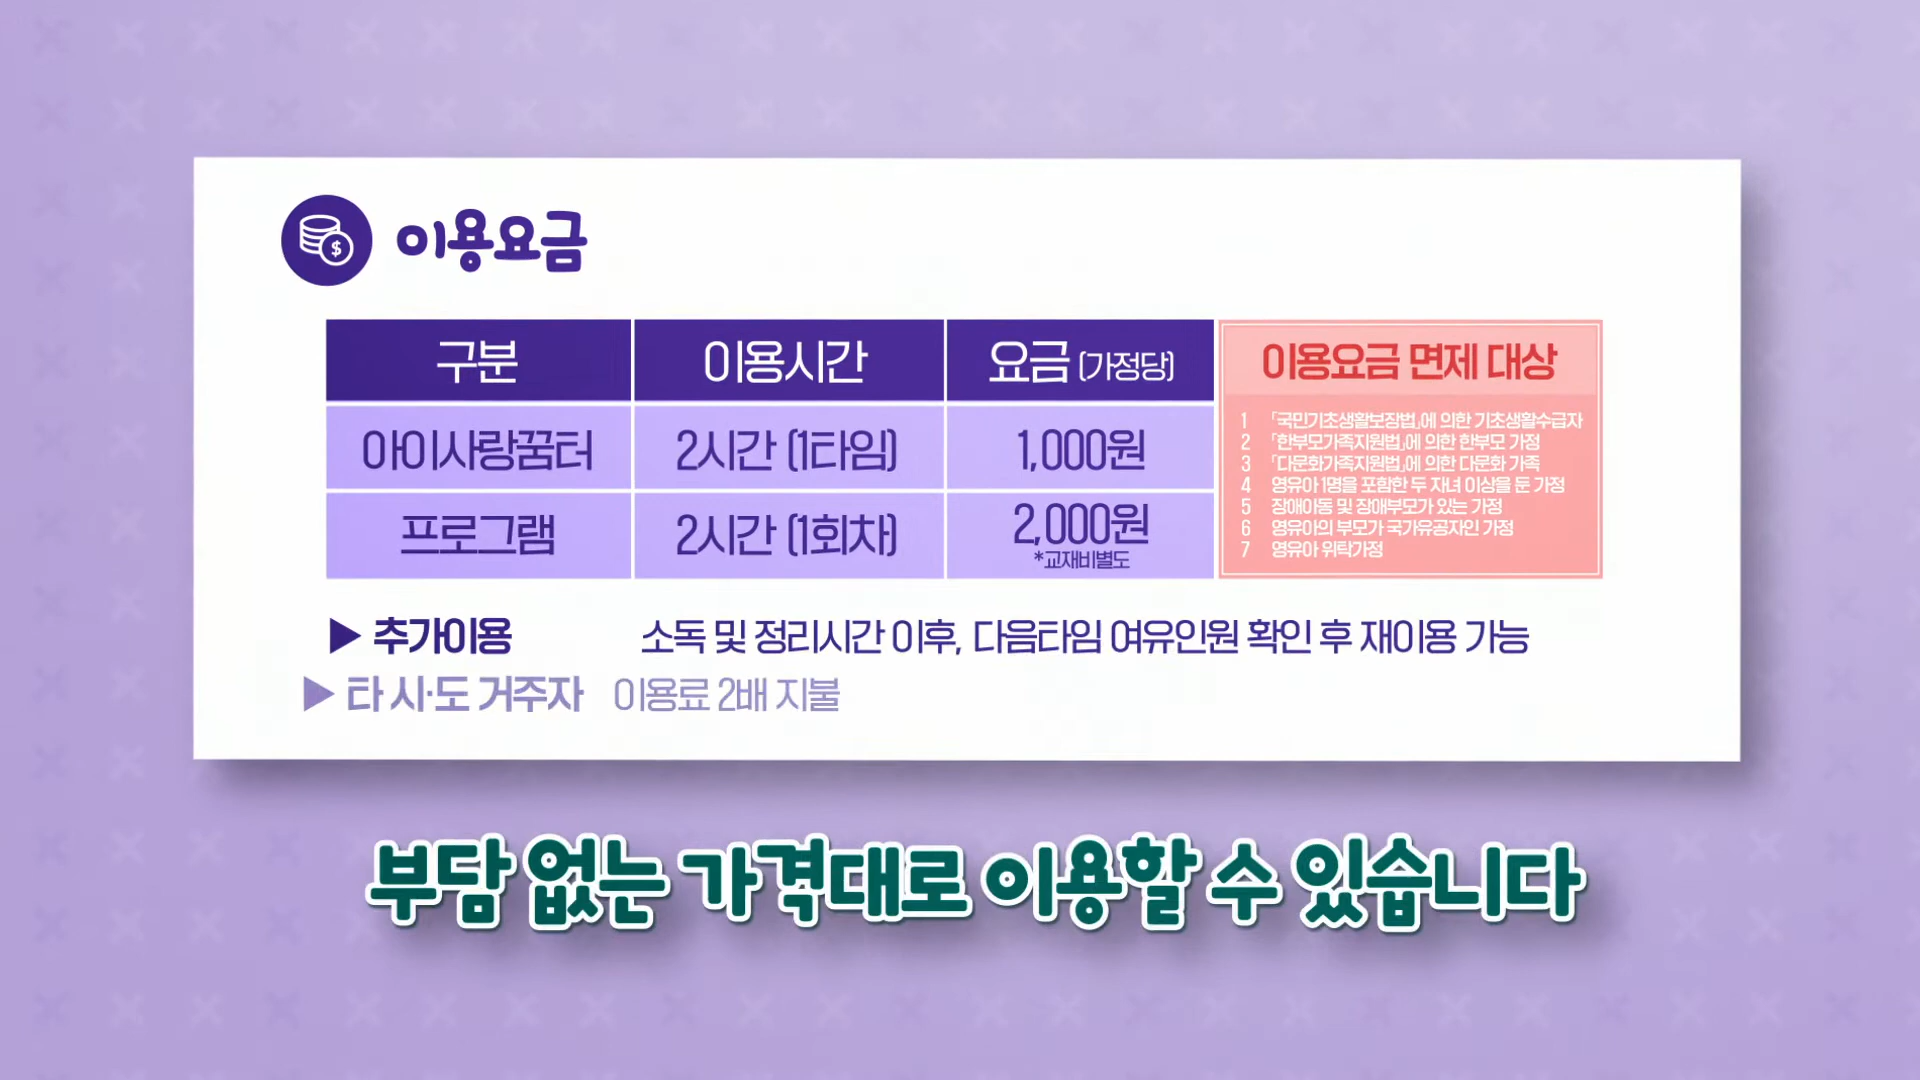 이용요금
구분 이용시간 요금 (가정당)
아이사랑꿈터 2시간 (1타임) 1,000원
프로그램 2시간 (1회차) 2,000원
*교재비별도
이용요금 면제 대상
1 「국민기초생활보장법」에 의한 기초생활수급자
2 「한부모가족지원법」에 의한 한부모 가정
3 「다문화가족지원법」에 의한 다문화 가족
4 영유아 1명을 포함한 두 자녀 이상을 둔 가정
5 장애아동 및 장애부모가 있는 가정
6 영유아의 부모가 국가유공자인 가정
7 영유아 위탁가정
▶ 추가이용 소독 및 정리시간 이후, 다음타임 여유인원 확인 후 재이용 가능
▶ 타 시·도 거주자 이용료 2배 지불
부담 없는 가격대로 이용할 수 있습니다